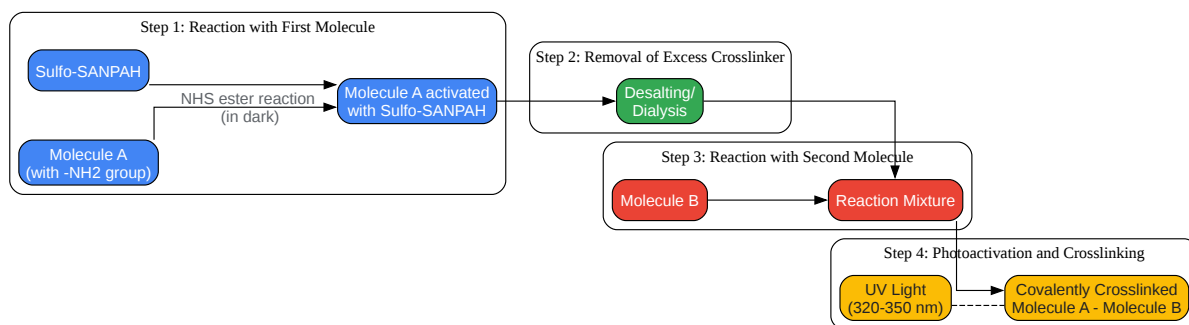 Step 1: Reaction with First Molecule
Sulfo-SANPAH
NHS ester reaction
(in dark)
Molecule A
(with -NH2 group)
Molecule A activated
with Sulfo-SANPAH
Step 2: Removal of Excess Crosslinker
Desalting/
Dialysis
Step 3: Reaction with Second Molecule
Molecule B
Reaction Mixture
Step 4: Photoactivation and Crosslinking
UV Light
(320-350 nm)
Covalently Crosslinked
Molecule A - Molecule B